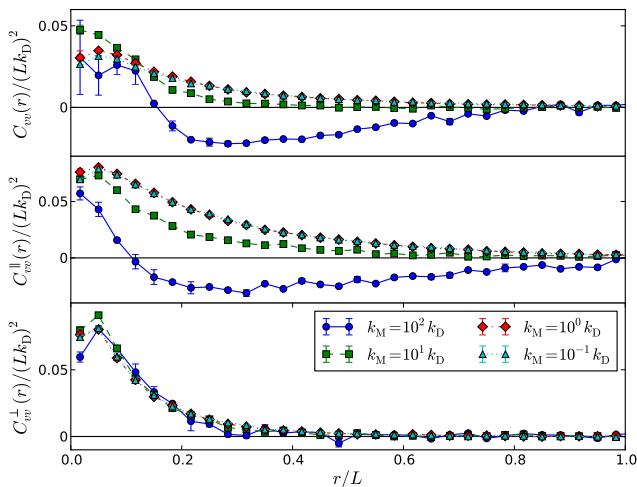 C_{vv}(r)/(Lk_D)^2
0.05
0
C_{vv}^{∥}(r)/(Lk_D)^2
0.05
0
C_{vv}^{⊥}(r)/(Lk_D)^2
0.05
0
k_M=10^2 k_D
k_M=10^0 k_D
k_M=10^1 k_D
k_M=10^{-1} k_D
0.0 0.2 0.4 0.6 0.8 1.0
r/L